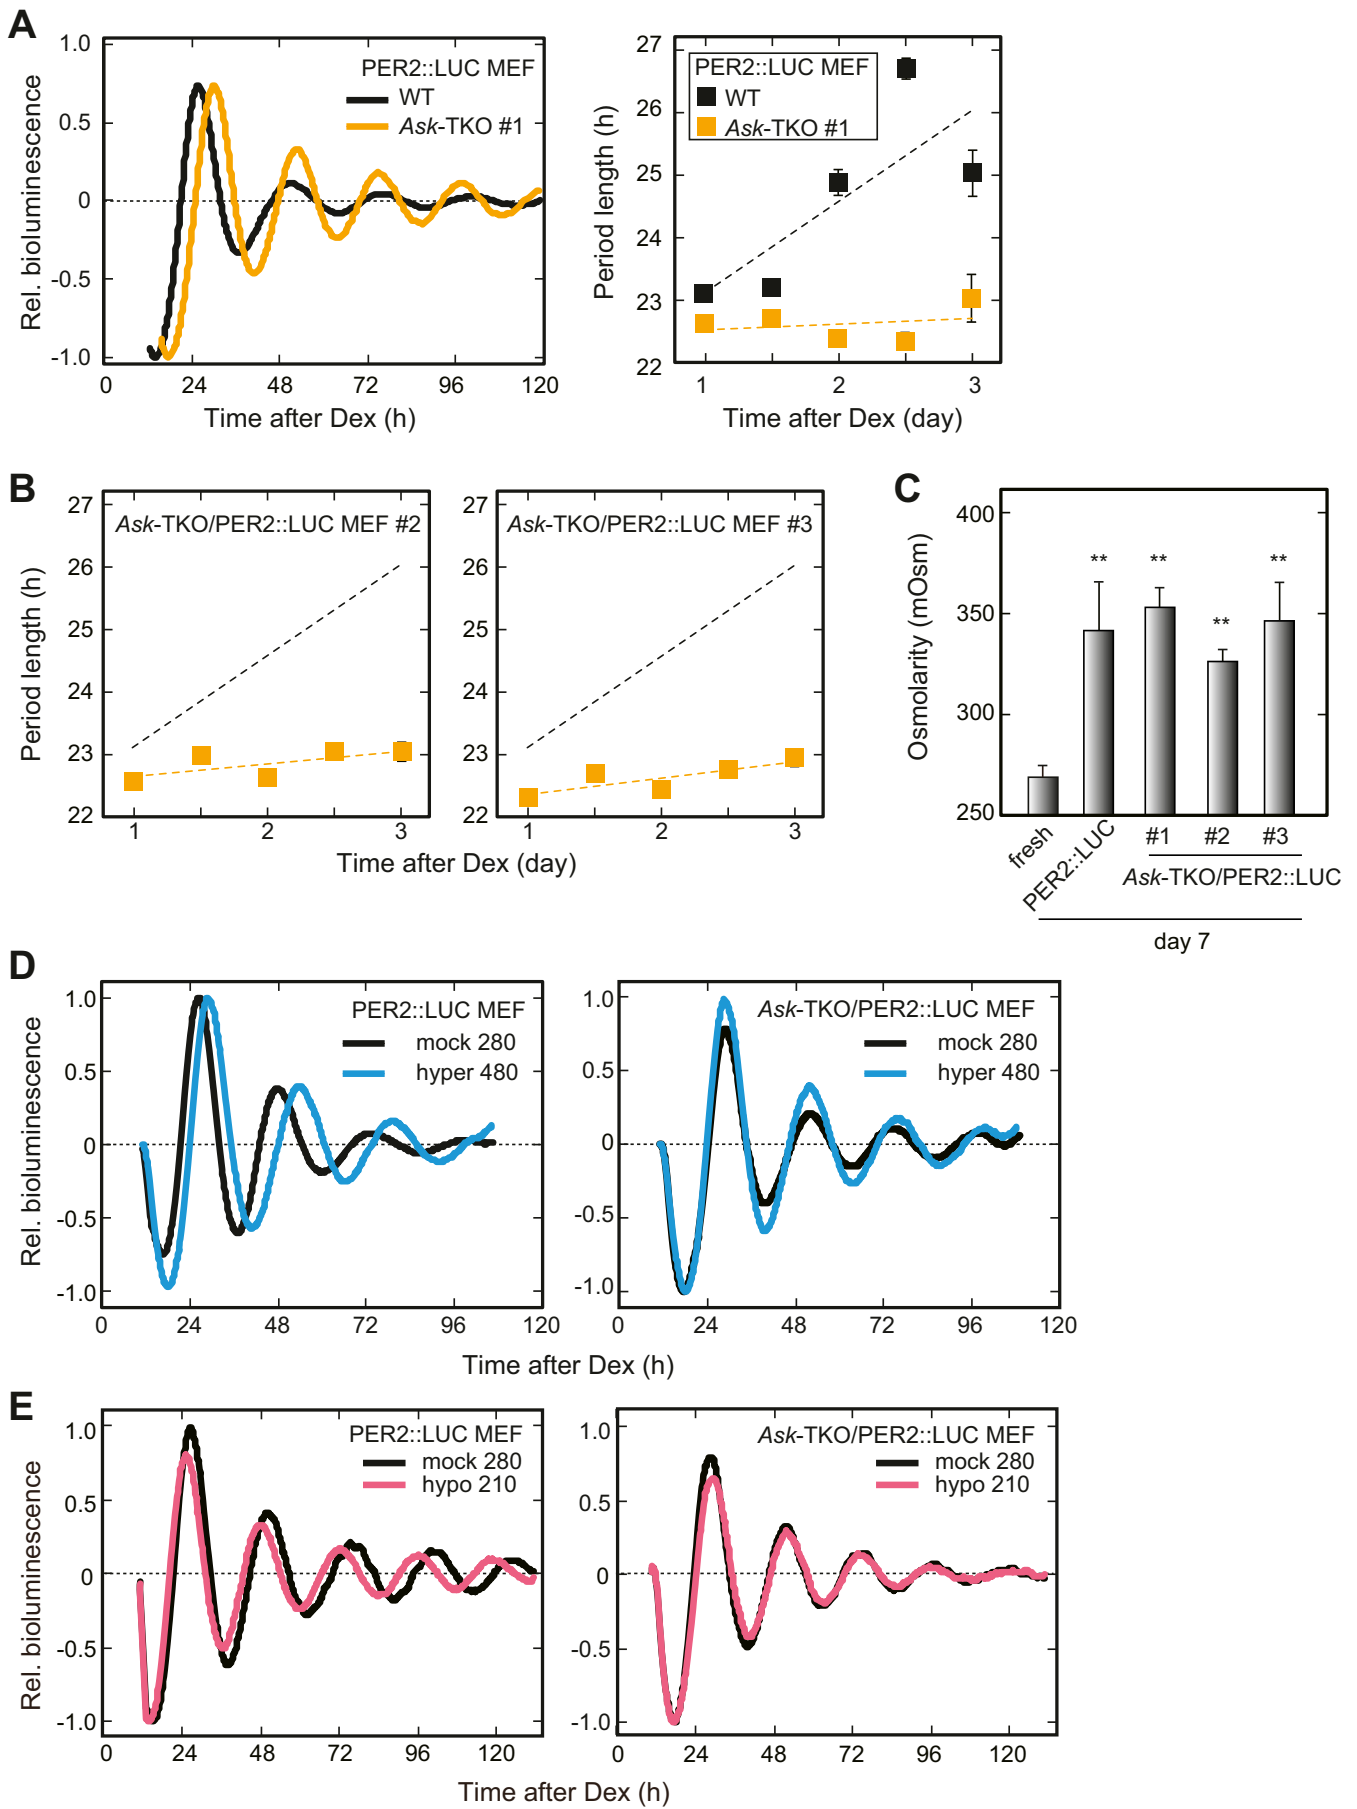 A
Rel. bioluminescence
1.0
0.5
0
-0.5
-1.0
PER2::LUC MEF
WT
Ask-TKO #1
0 24 48 72 96 120
Time after Dex (h)
Period length (h)
27
26
25
24
23
22
PER2::LUC MEF
WT
Ask-TKO #1
1 2 3
Time after Dex (day)
B
Period length (h)
27
26
25
24
23
22
Ask-TKO/PER2::LUC MEF #2
1 2 3
27
26
25
24
23
22
Ask-TKO/PER2::LUC MEF #3
1 2 3
Time after Dex (day)
C
Osmolarity (mOsm)
400
350
300
250
** ** ** **
fresh
PER2::LUC
#1 #2 #3
Ask-TKO/PER2::LUC
day 7
D
Rel. bioluminescence
1.0
0.5
0
-0.5
-1.0
PER2::LUC MEF
mock 280
hyper 480
0 24 48 72 96 120
1.0
0.5
0
-0.5
-1.0
Ask-TKO/PER2::LUC MEF
mock 280
hyper 480
0 24 48 72 96 120
Time after Dex (h)
E
Rel. bioluminescence
1.0
0.5
0
-0.5
-1.0
PER2::LUC MEF
mock 280
hypo 210
0 24 48 72 96 120
1.0
0.5
0
-0.5
-1.0
Ask-TKO/PER2::LUC MEF
mock 280
hypo 210
0 24 48 72 96 120
Time after Dex (h)